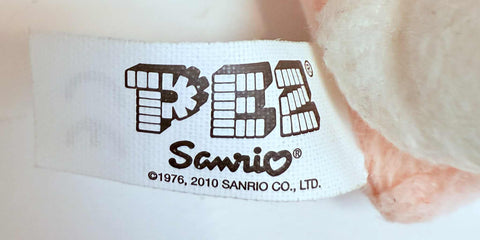 PEZ®
Sanrio®
©1976, 2010 SANRIO CO., LTD.